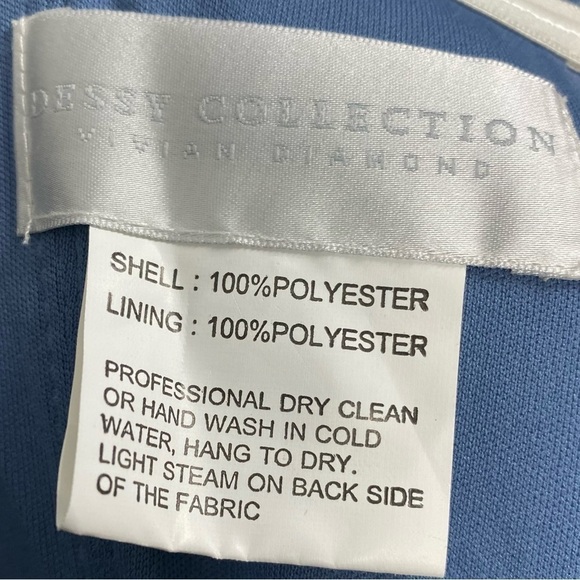 DESSY COLLECTION
VIVIAN DIAMOND
SHELL : 100%POLYESTER
LINING : 100%POLYESTER
PROFESSIONAL DRY CLEAN
OR HAND WASH IN COLD
WATER, HANG TO DRY.
LIGHT STEAM ON BACK SIDE
OF THE FABRIC